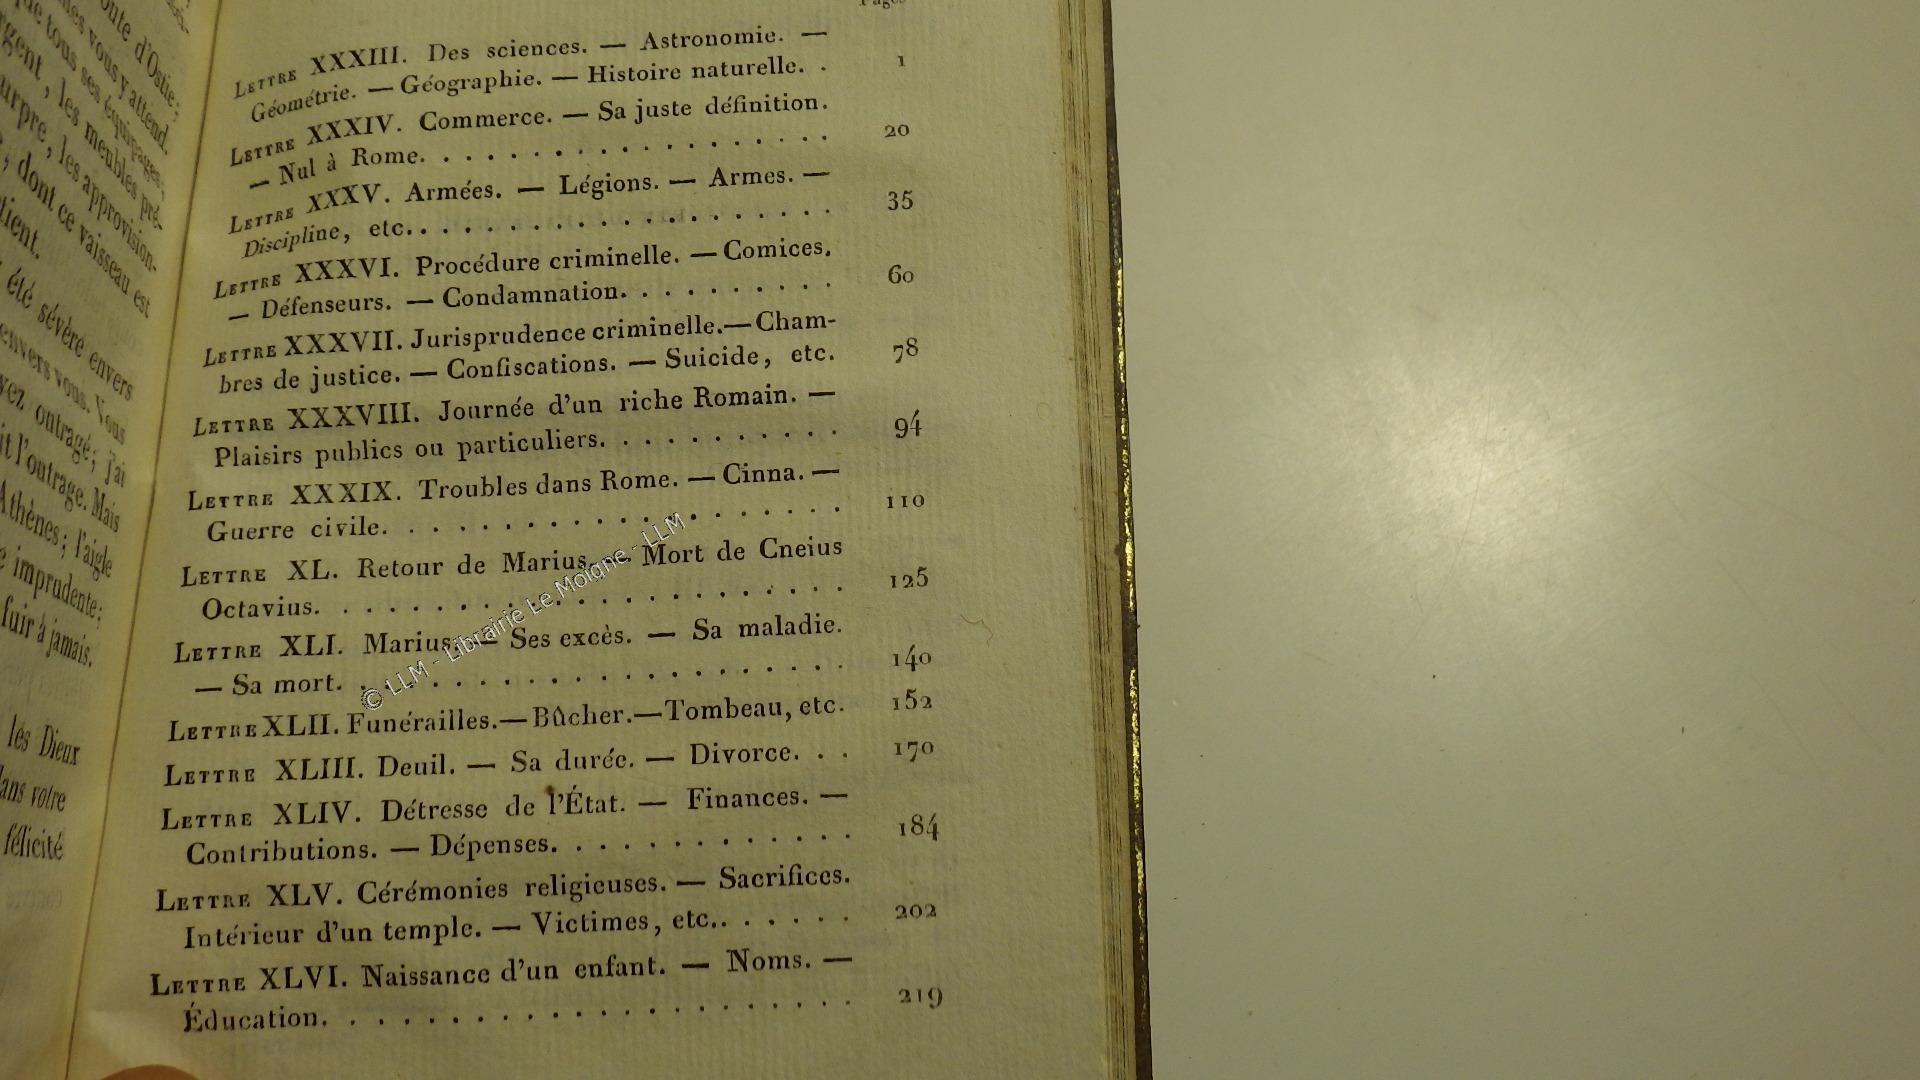 oute d'Ostie;
nes vous y attend.
que tous ses équipages,
rgent, les meubles pré-
urpre, les approvision-
, dont ce vaisseau est
tient.
été sévère envers
envers vous. Vous
vez outragé; j'ai
it l'outrage. Mais
Athènes; l'aigle
e imprudente;
fuir à jamais.
les Dieux
dans votre
félicité
Pages
LETTRE XXXIII. Des sciences. — Astronomie. —
Géométrie. — Géographie. — Histoire naturelle. . 1
LETTRE XXXIV. Commerce. — Sa juste définition.
— Nul à Rome. . . . . . . . . . . . . . . . . . 20
LETTRE XXXV. Armées. — Légions. — Armes. —
Discipline, etc. . . . . . . . . . . . . . . . . . 35
LETTRE XXXVI. Procédure criminelle. — Comices.
— Défenseurs. — Condamnation. . . . . . . . . . 60
LETTRE XXXVII. Jurisprudence criminelle. — Cham-
bres de justice. — Confiscations. — Suicide, etc. 78
LETTRE XXXVIII. Journée d'un riche Romain. —
Plaisirs publics ou particuliers. . . . . . . . . . . 94
LETTRE XXXIX. Troubles dans Rome. — Cinna. —
Guerre civile. . . . . . . . . . . . . . . . . . . 110
LETTRE XL. Retour de Marius. — Mort de Cneius
Octavius. . . . . . . . . . . . . . . . . . . . . 125
LETTRE XLI. Marius. — Ses excès. — Sa maladie.
— Sa mort. . . . . . . . . . . . . . . . . . . . 140
LETTRE XLII. Funérailles. — Bûcher. — Tombeau, etc. 152
LETTRE XLIII. Deuil. — Sa durée. — Divorce. . . 170
LETTRE XLIV. Détresse de l'État. — Finances. —
Contributions. — Dépenses. . . . . . . . . . . . 184
LETTRE XLV. Cérémonies religieuses. — Sacrifices.
Intérieur d'un temple. — Victimes, etc. . . . . . . 202
LETTRE XLVI. Naissance d'un enfant. — Noms. —
Éducation. . . . . . . . . . . . . . . . . . . . . 219
© LLM - Librairie Le Moigne - LLM